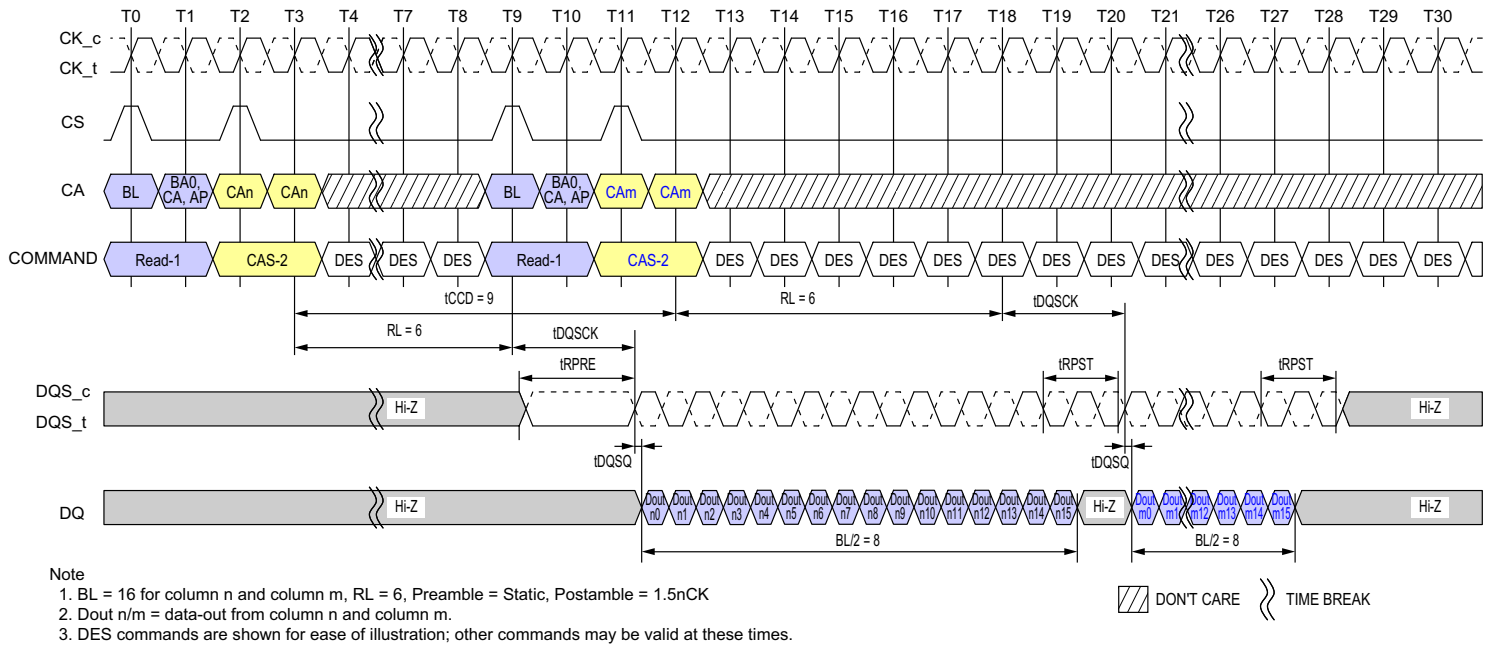 T0 T1 T2 T3 T4 T7 T8 T9 T10 T11 T12 T13 T14 T15 T16 T17 T18 T19 T20 T21 T26 T27 T28 T29 T30
CK_c
CK_t
CS
CA BL BA0, CA, AP CAn CAn BL BA0, CA, AP CAm CAm
COMMAND Read-1 CAS-2 DES DES DES Read-1 CAS-2 DES DES DES DES DES DES DES DES DES DES DES DES DES DES
tCCD = 9 RL = 6 tDQSCK
RL = 6 tDQSCK
tRPRE tRPST tRPST
DQS_c
DQS_t
Hi-Z Hi-Z
tDQSQ tDQSQ
DQ Hi-Z Dout n0 Dout n1 Dout n2 Dout n3 Dout n4 Dout n5 Dout n6 Dout n7 Dout n8 Dout n9 Dout n10 Dout n11 Dout n12 Dout n13 Dout n14 Dout n15 Hi-Z Dout m0 Dout m1 Dout m12 Dout m13 Dout m14 Dout m15 Hi-Z
BL/2 = 8 BL/2 = 8
Note
1. BL = 16 for column n and column m, RL = 6, Preamble = Static, Postamble = 1.5nCK
2. Dout n/m = data-out from column n and column m.
3. DES commands are shown for ease of illustration; other commands may be valid at these times.
DON'T CARE TIME BREAK